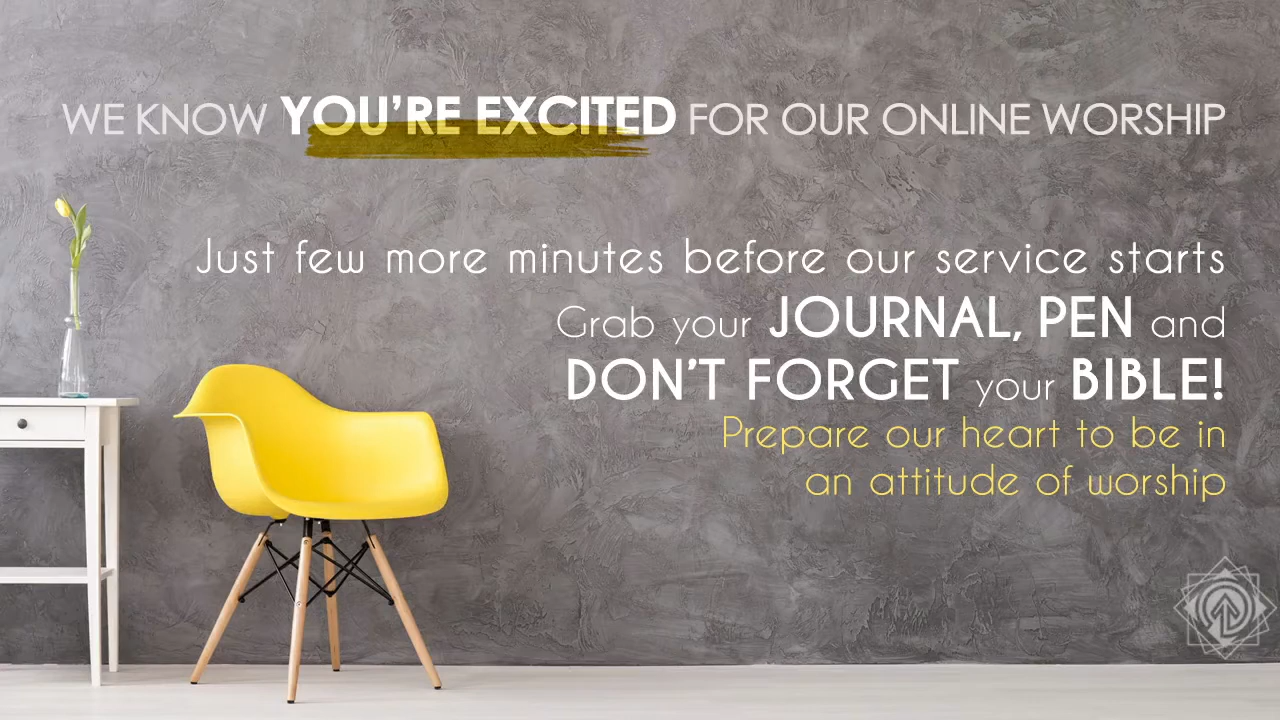 WE KNOW YOU'RE EXCITED FOR OUR ONLINE WORSHIP
Just few more minutes before our service starts
Grab your JOURNAL, PEN and
DON'T FORGET your BIBLE!
Prepare our heart to be in
an attitude of worship